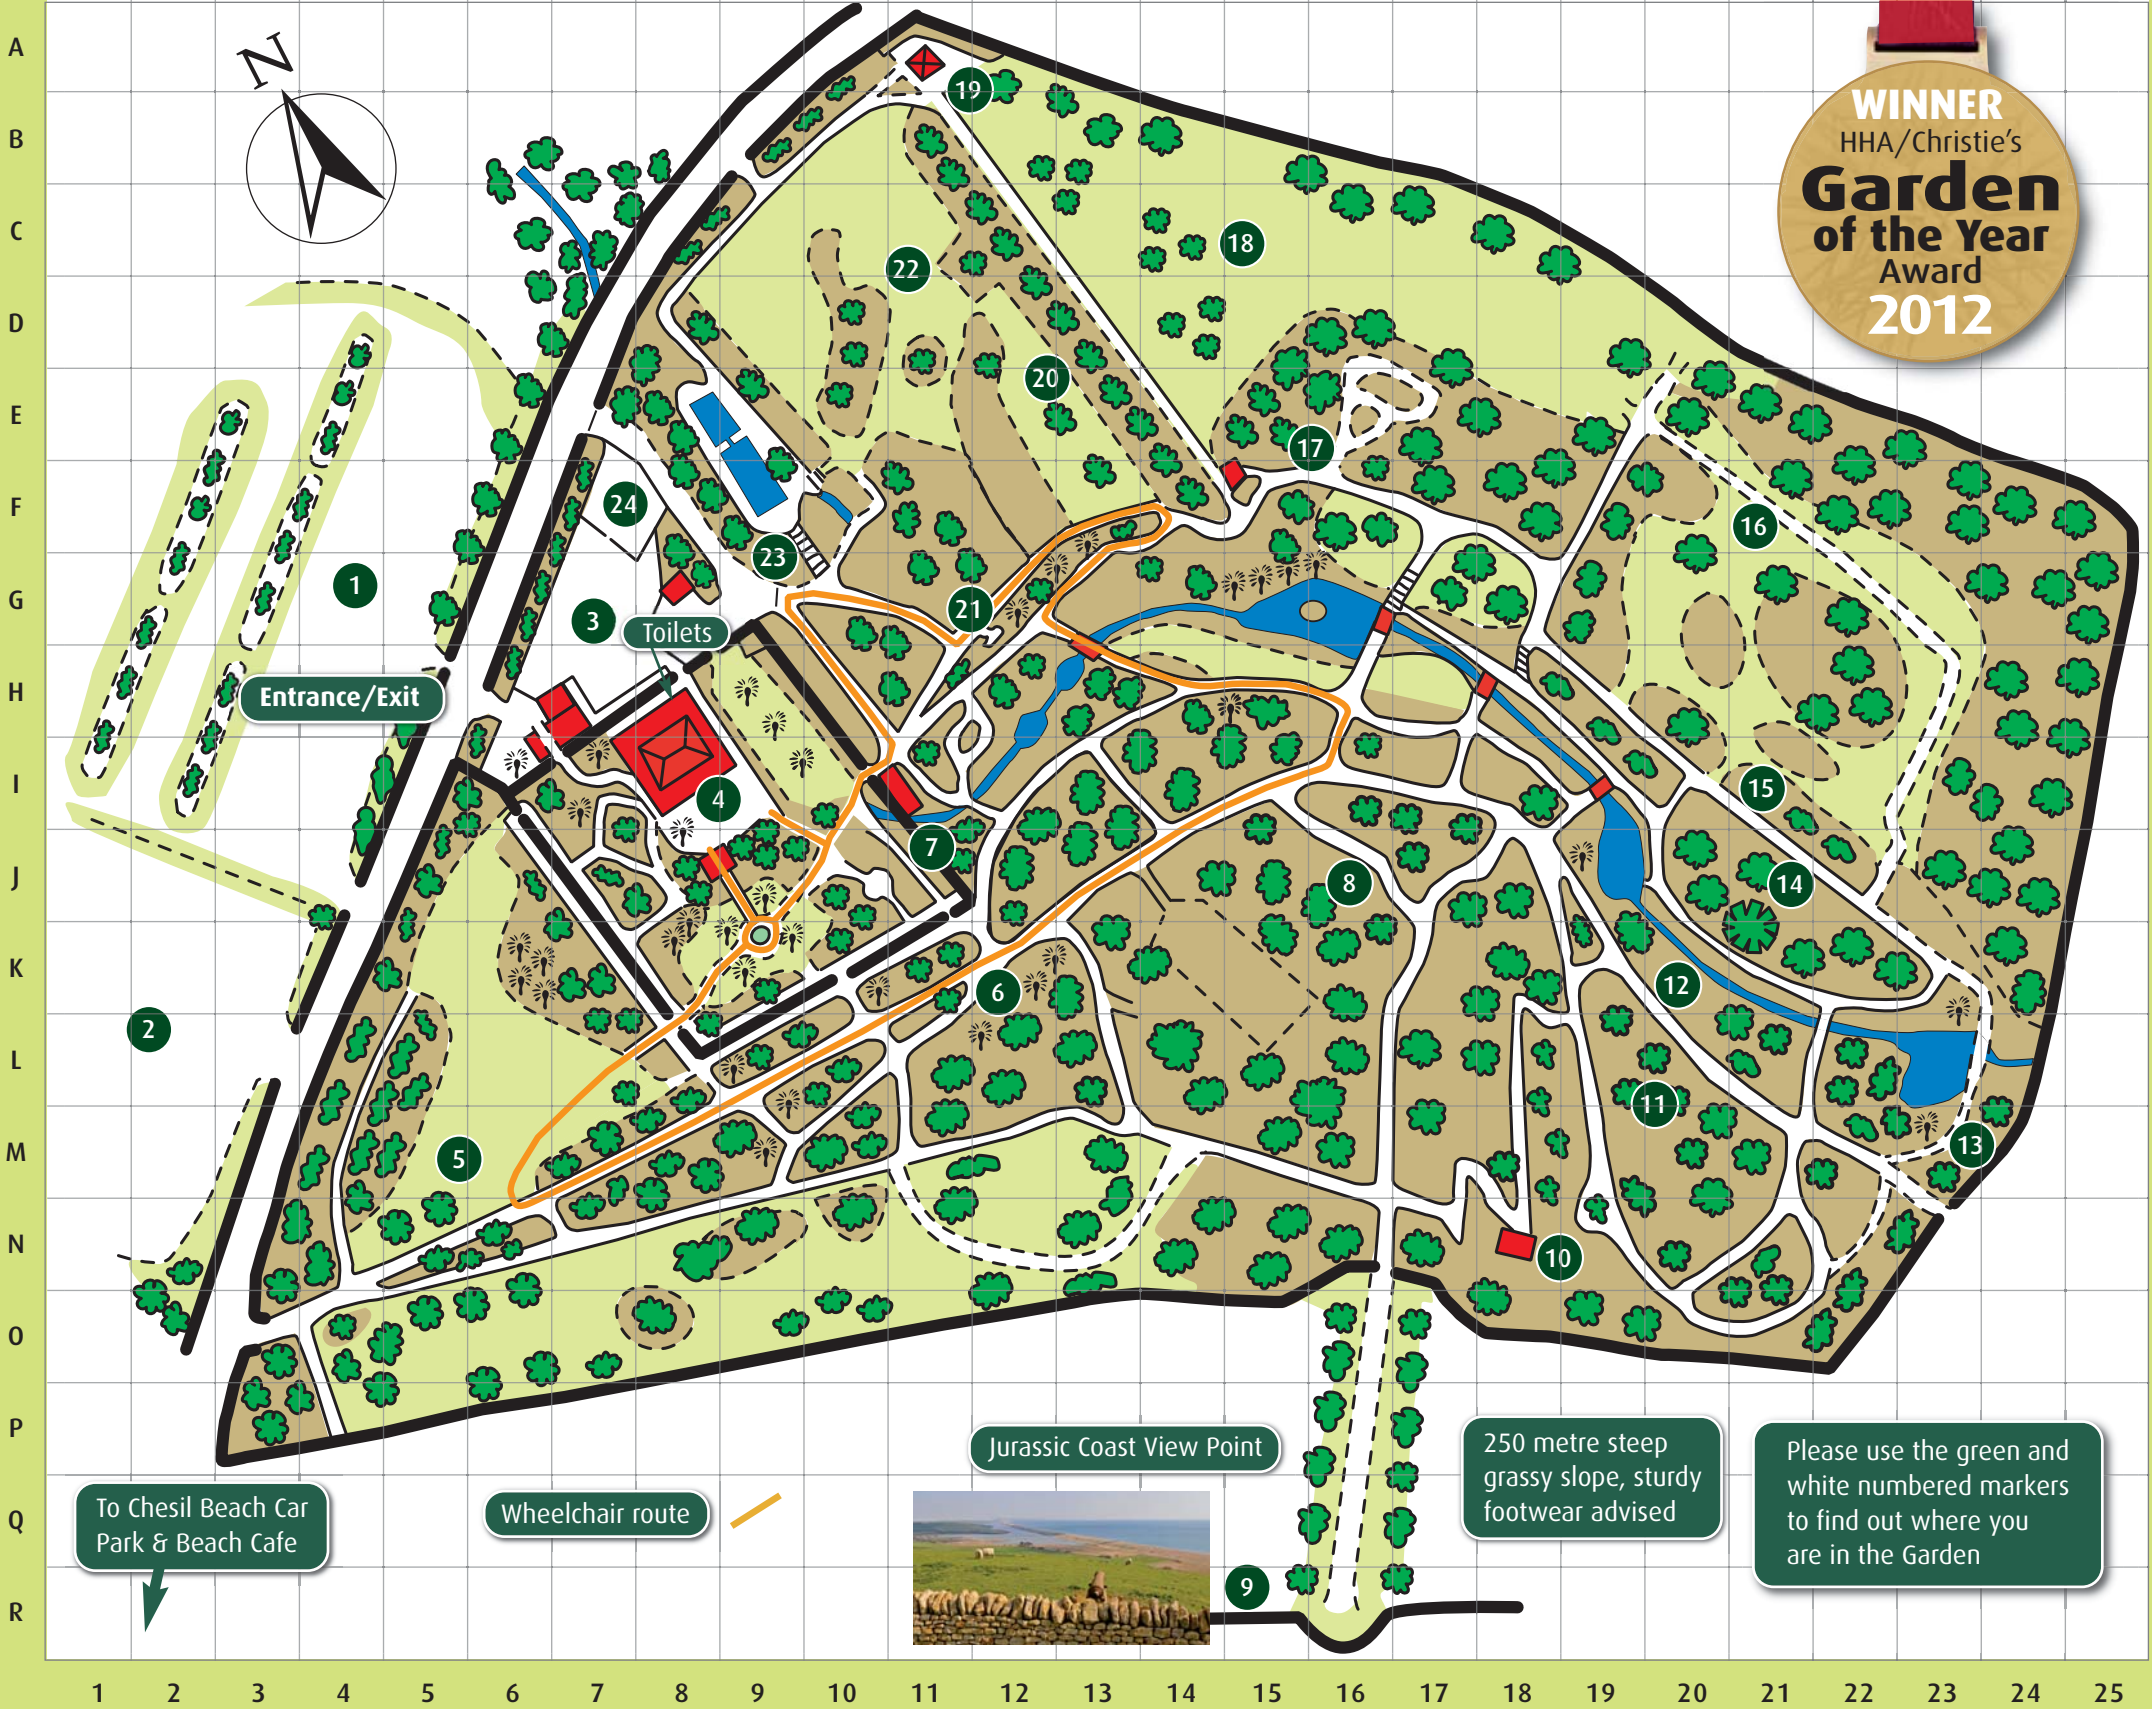 A
B
C
D
E
F
G
H
I
J
K
L
M
N
O
P
Q
R
N
WINNER
HHA/Christie's
Garden
of the Year
Award
2012
19
18
22
20
17
24
16
23
1
21
3
Toilets
Entrance/Exit
15
4
7
8
14
6
12
2
11
5
13
10
Jurassic Coast View Point
250 metre steep
grassy slope, sturdy
footwear advised
Please use the green and
white numbered markers
to find out where you
are in the Garden
To Chesil Beach Car
Park & Beach Cafe
Wheelchair route
9
1 2 3 4 5 6 7 8 9 10 11 12 13 14 15 16 17 18 19 20 21 22 23 24 25